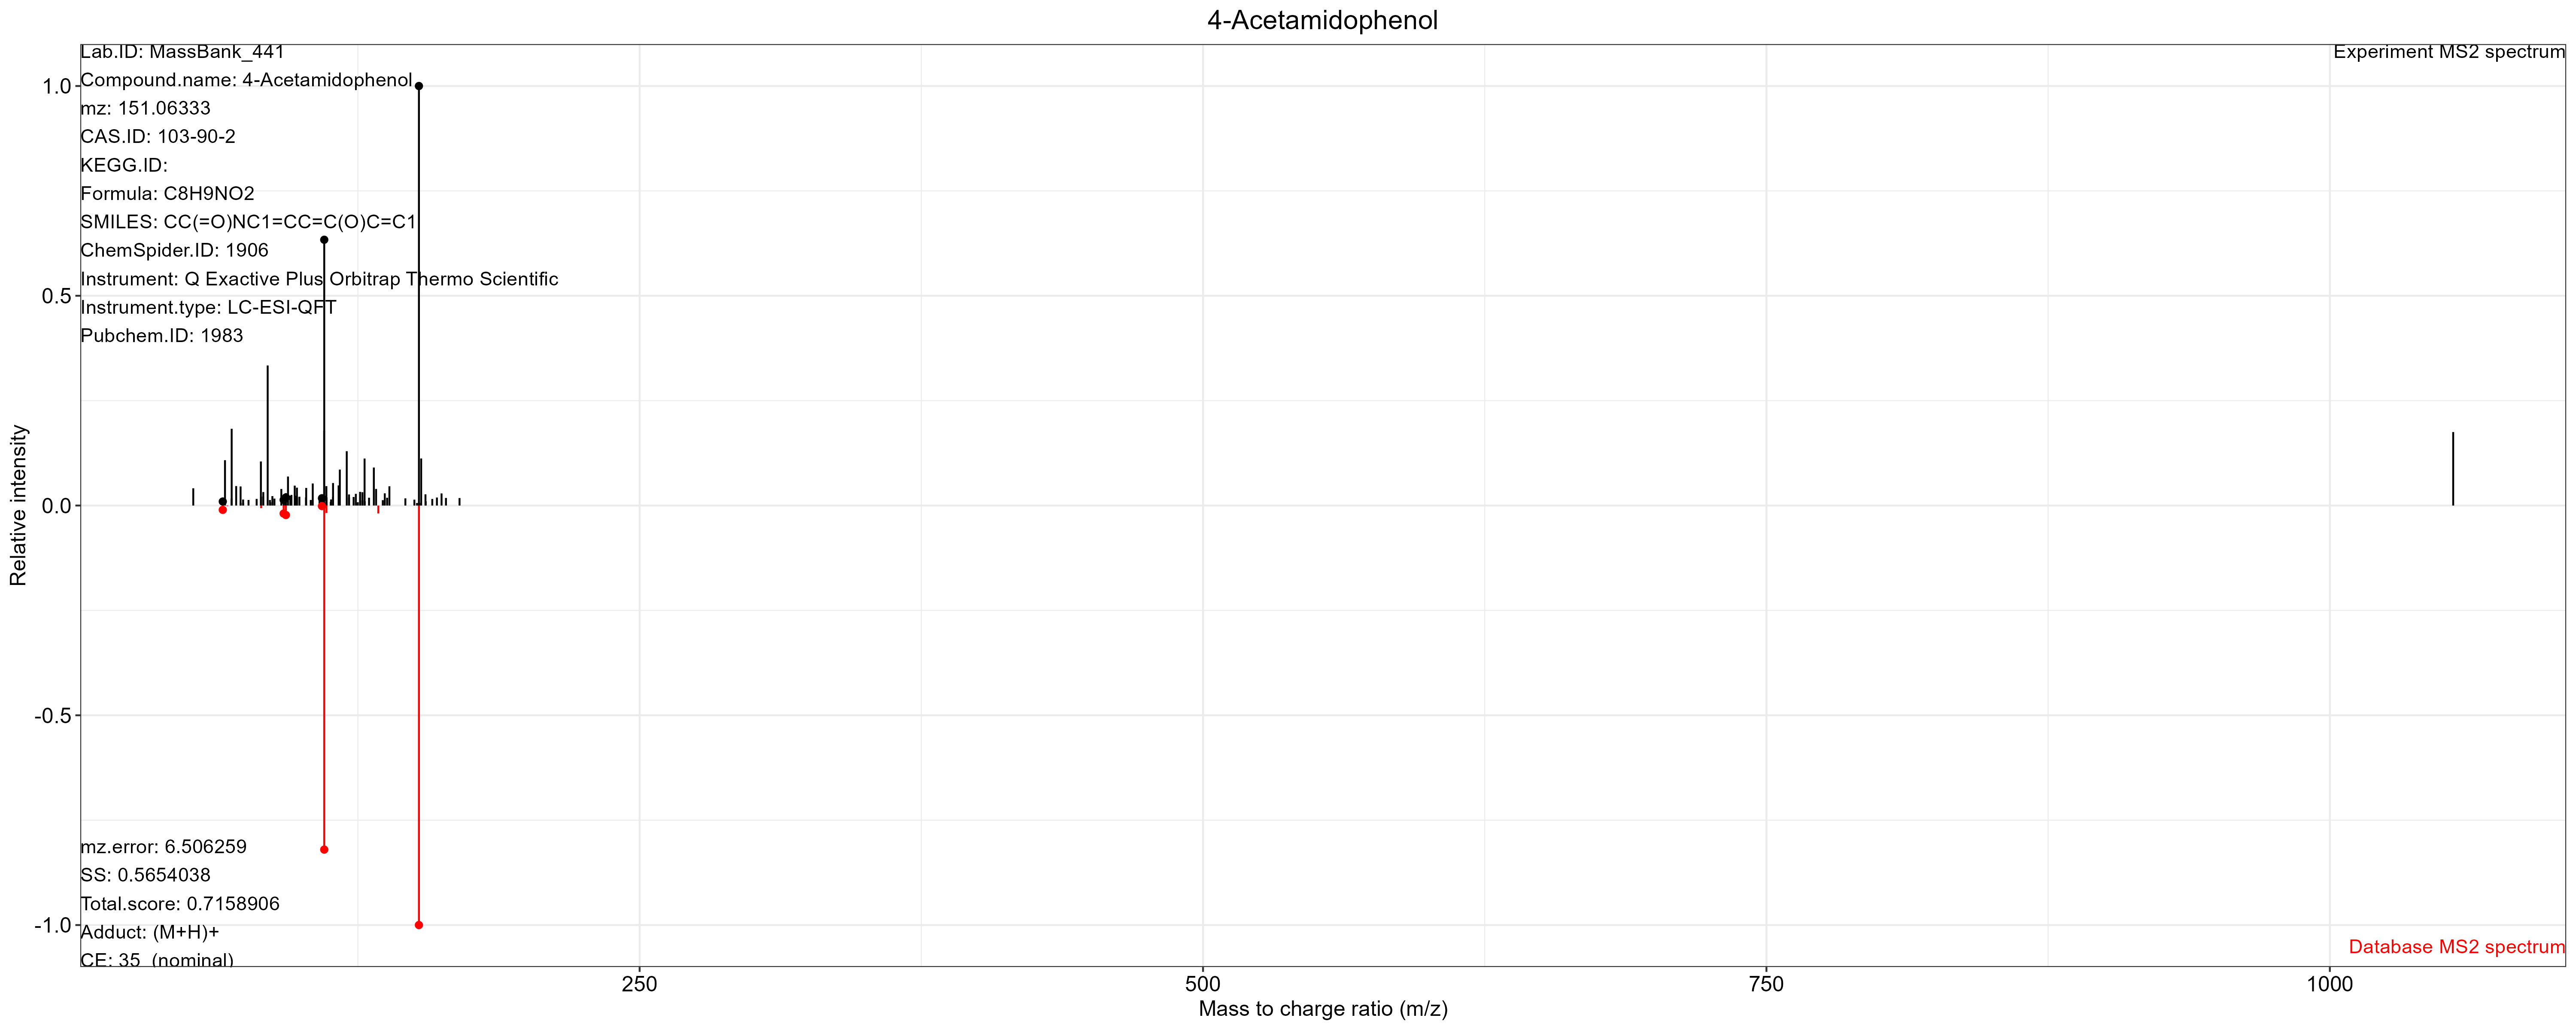 4-Acetamidophenol
Lab.ID: MassBank_441
Experiment MS2 spectrum
Compound.name: 4-Acetamidophenol
mz: 151.06333
CAS.ID: 103-90-2
KEGG.ID:
Formula: C8H9NO2
SMILES: CC(=O)NC1=CC=C(O)C=C1
ChemSpider.ID: 1906
Instrument: Q Exactive Plus Orbitrap Thermo Scientific
Instrument.type: LC-ESI-QFT
Pubchem.ID: 1983
1.0
0.5
0.0
-0.5
-1.0
Relative intensity
mz.error: 6.506259
SS: 0.5654038
Total.score: 0.7158906
Adduct: (M+H)+
CE: 35  (nominal)
Database MS2 spectrum
250
500
750
1000
Mass to charge ratio (m/z)